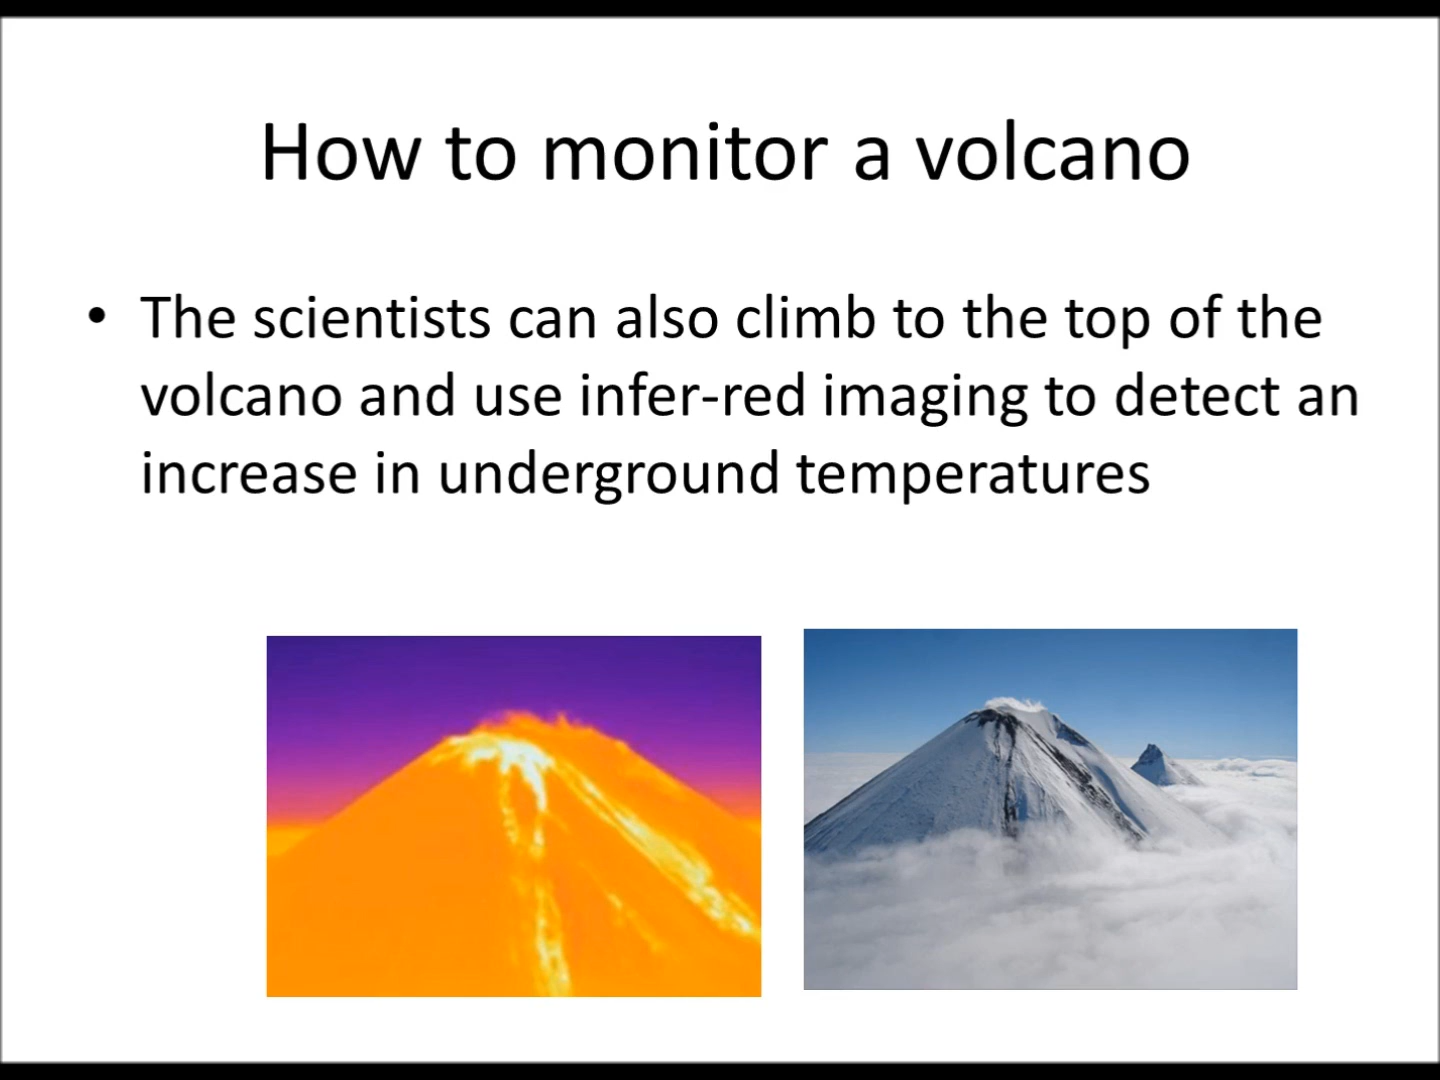 How to monitor a volcano
• The scientists can also climb to the top of the
volcano and use infer-red imaging to detect an
increase in underground temperatures